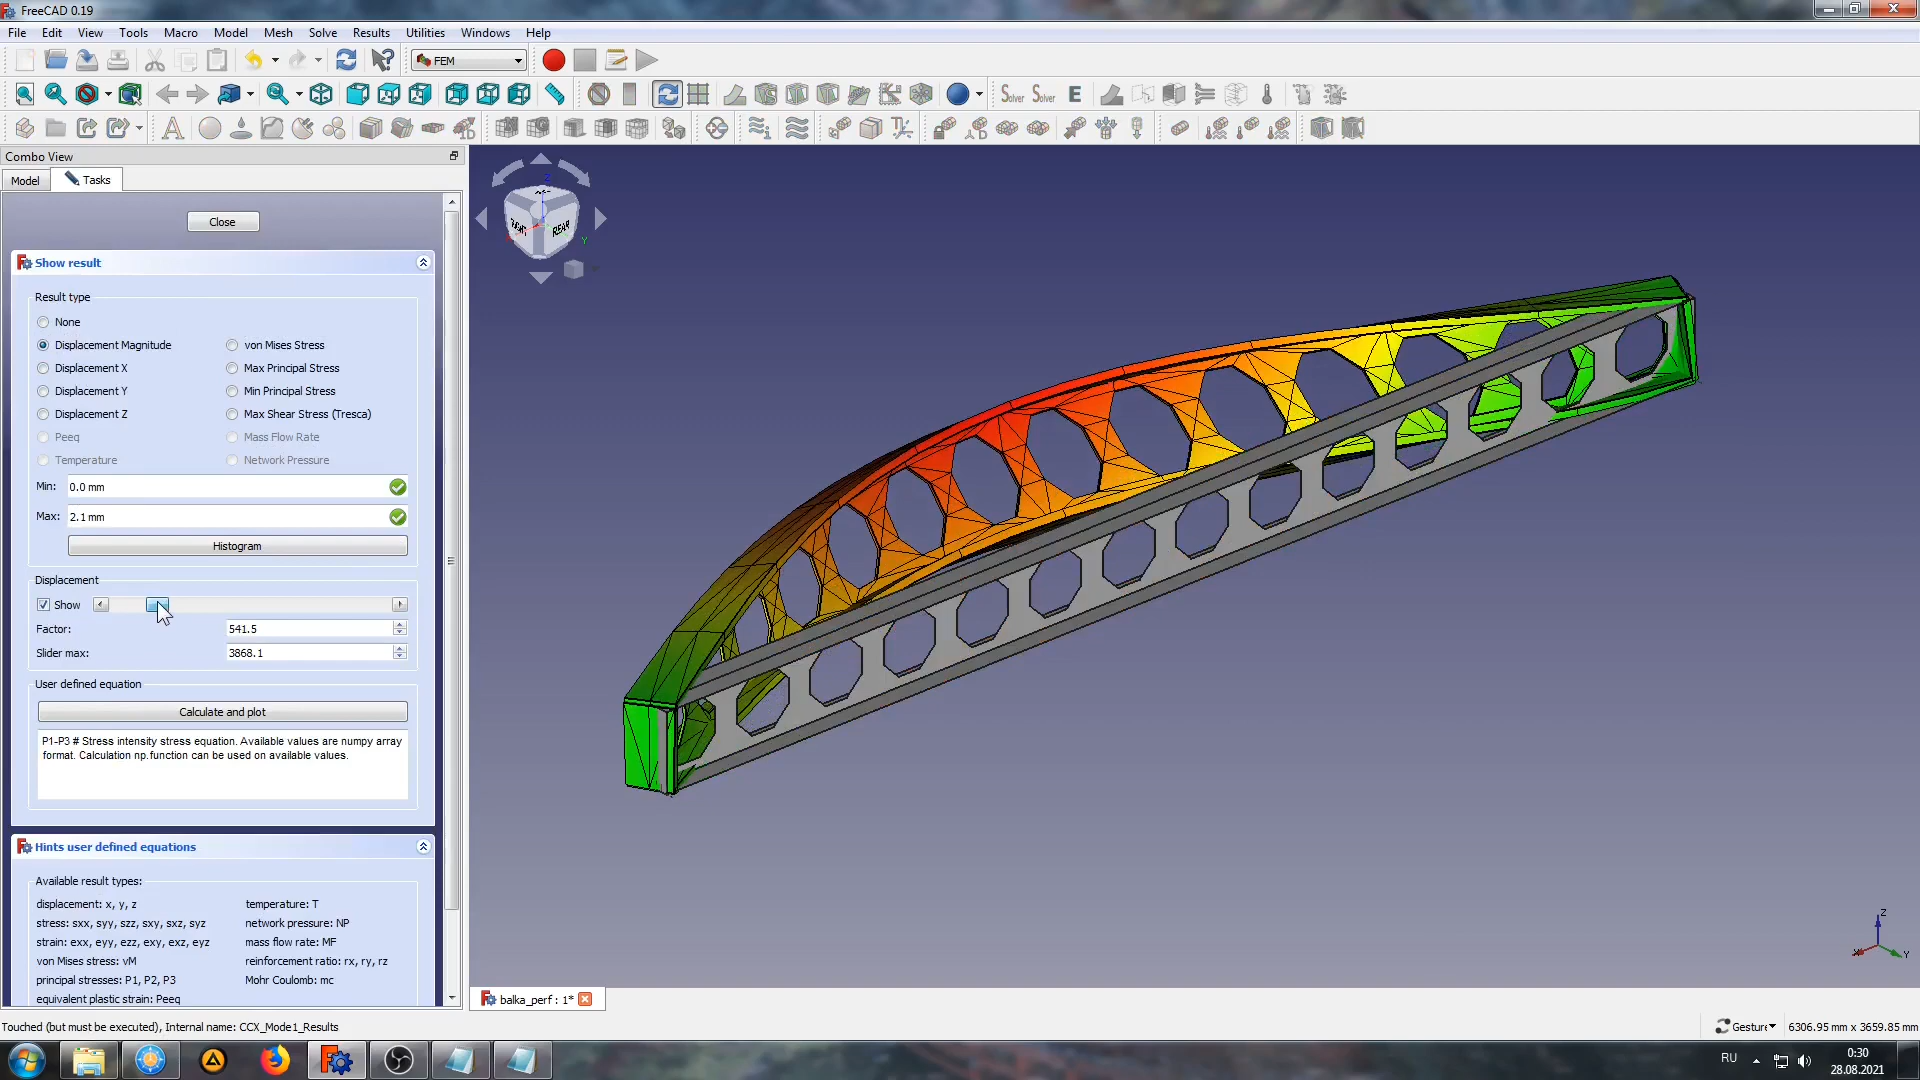 FreeCAD 0.19
File Edit View Tools Macro Model Mesh Solve Results Utilities Windows Help
FEM
Solver Solver E
A
Combo View
Model Tasks
Close
Show result
Result type
None
Displacement Magnitude von Mises Stress
Displacement X Max Principal Stress
Displacement Y Min Principal Stress
Displacement Z Max Shear Stress (Tresca)
Peeq Mass Flow Rate
Temperature Network Pressure
Min: 0.0 mm
Max: 2.1 mm
Histogram
Displacement
Show
Factor: 541.5
Slider max: 3868.1
User defined equation
Calculate and plot
P1-P3 # Stress intensity stress equation. Available values are numpy array
format. Calculation np.function can be used on available values.
Hints user defined equations
Available result types:
displacement: x, y, z temperature: T
stress: sxx, syy, szz, sxy, sxz, syz network pressure: NP
strain: exx, eyy, ezz, exy, exz, eyz mass flow rate: MF
von Mises stress: vM reinforcement ratio: rx, ry, rz
principal stresses: P1, P2, P3 Mohr Coulomb: mc
equivalent plastic strain: Peeq
Z
RIGHT REAR
Y
Z
X Y
balka_perf : 1*
Touched (but must be executed), Internal name: CCX_Mode1_Results
Gesture 6306.95 mm x 3659.85 mm
RU 0:30
28.08.2021